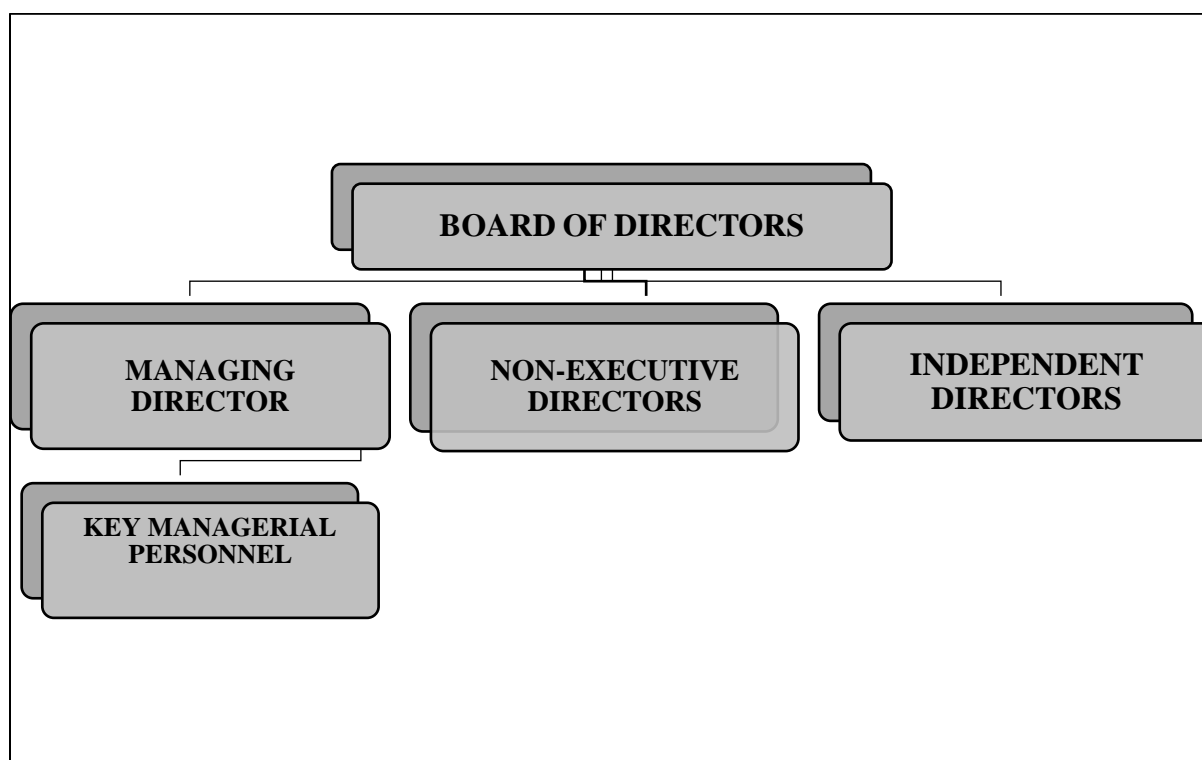 BOARD OF DIRECTORS
MANAGING
DIRECTOR
NON-EXECUTIVE
DIRECTORS
INDEPENDENT
DIRECTORS
KEY MANAGERIAL
PERSONNEL